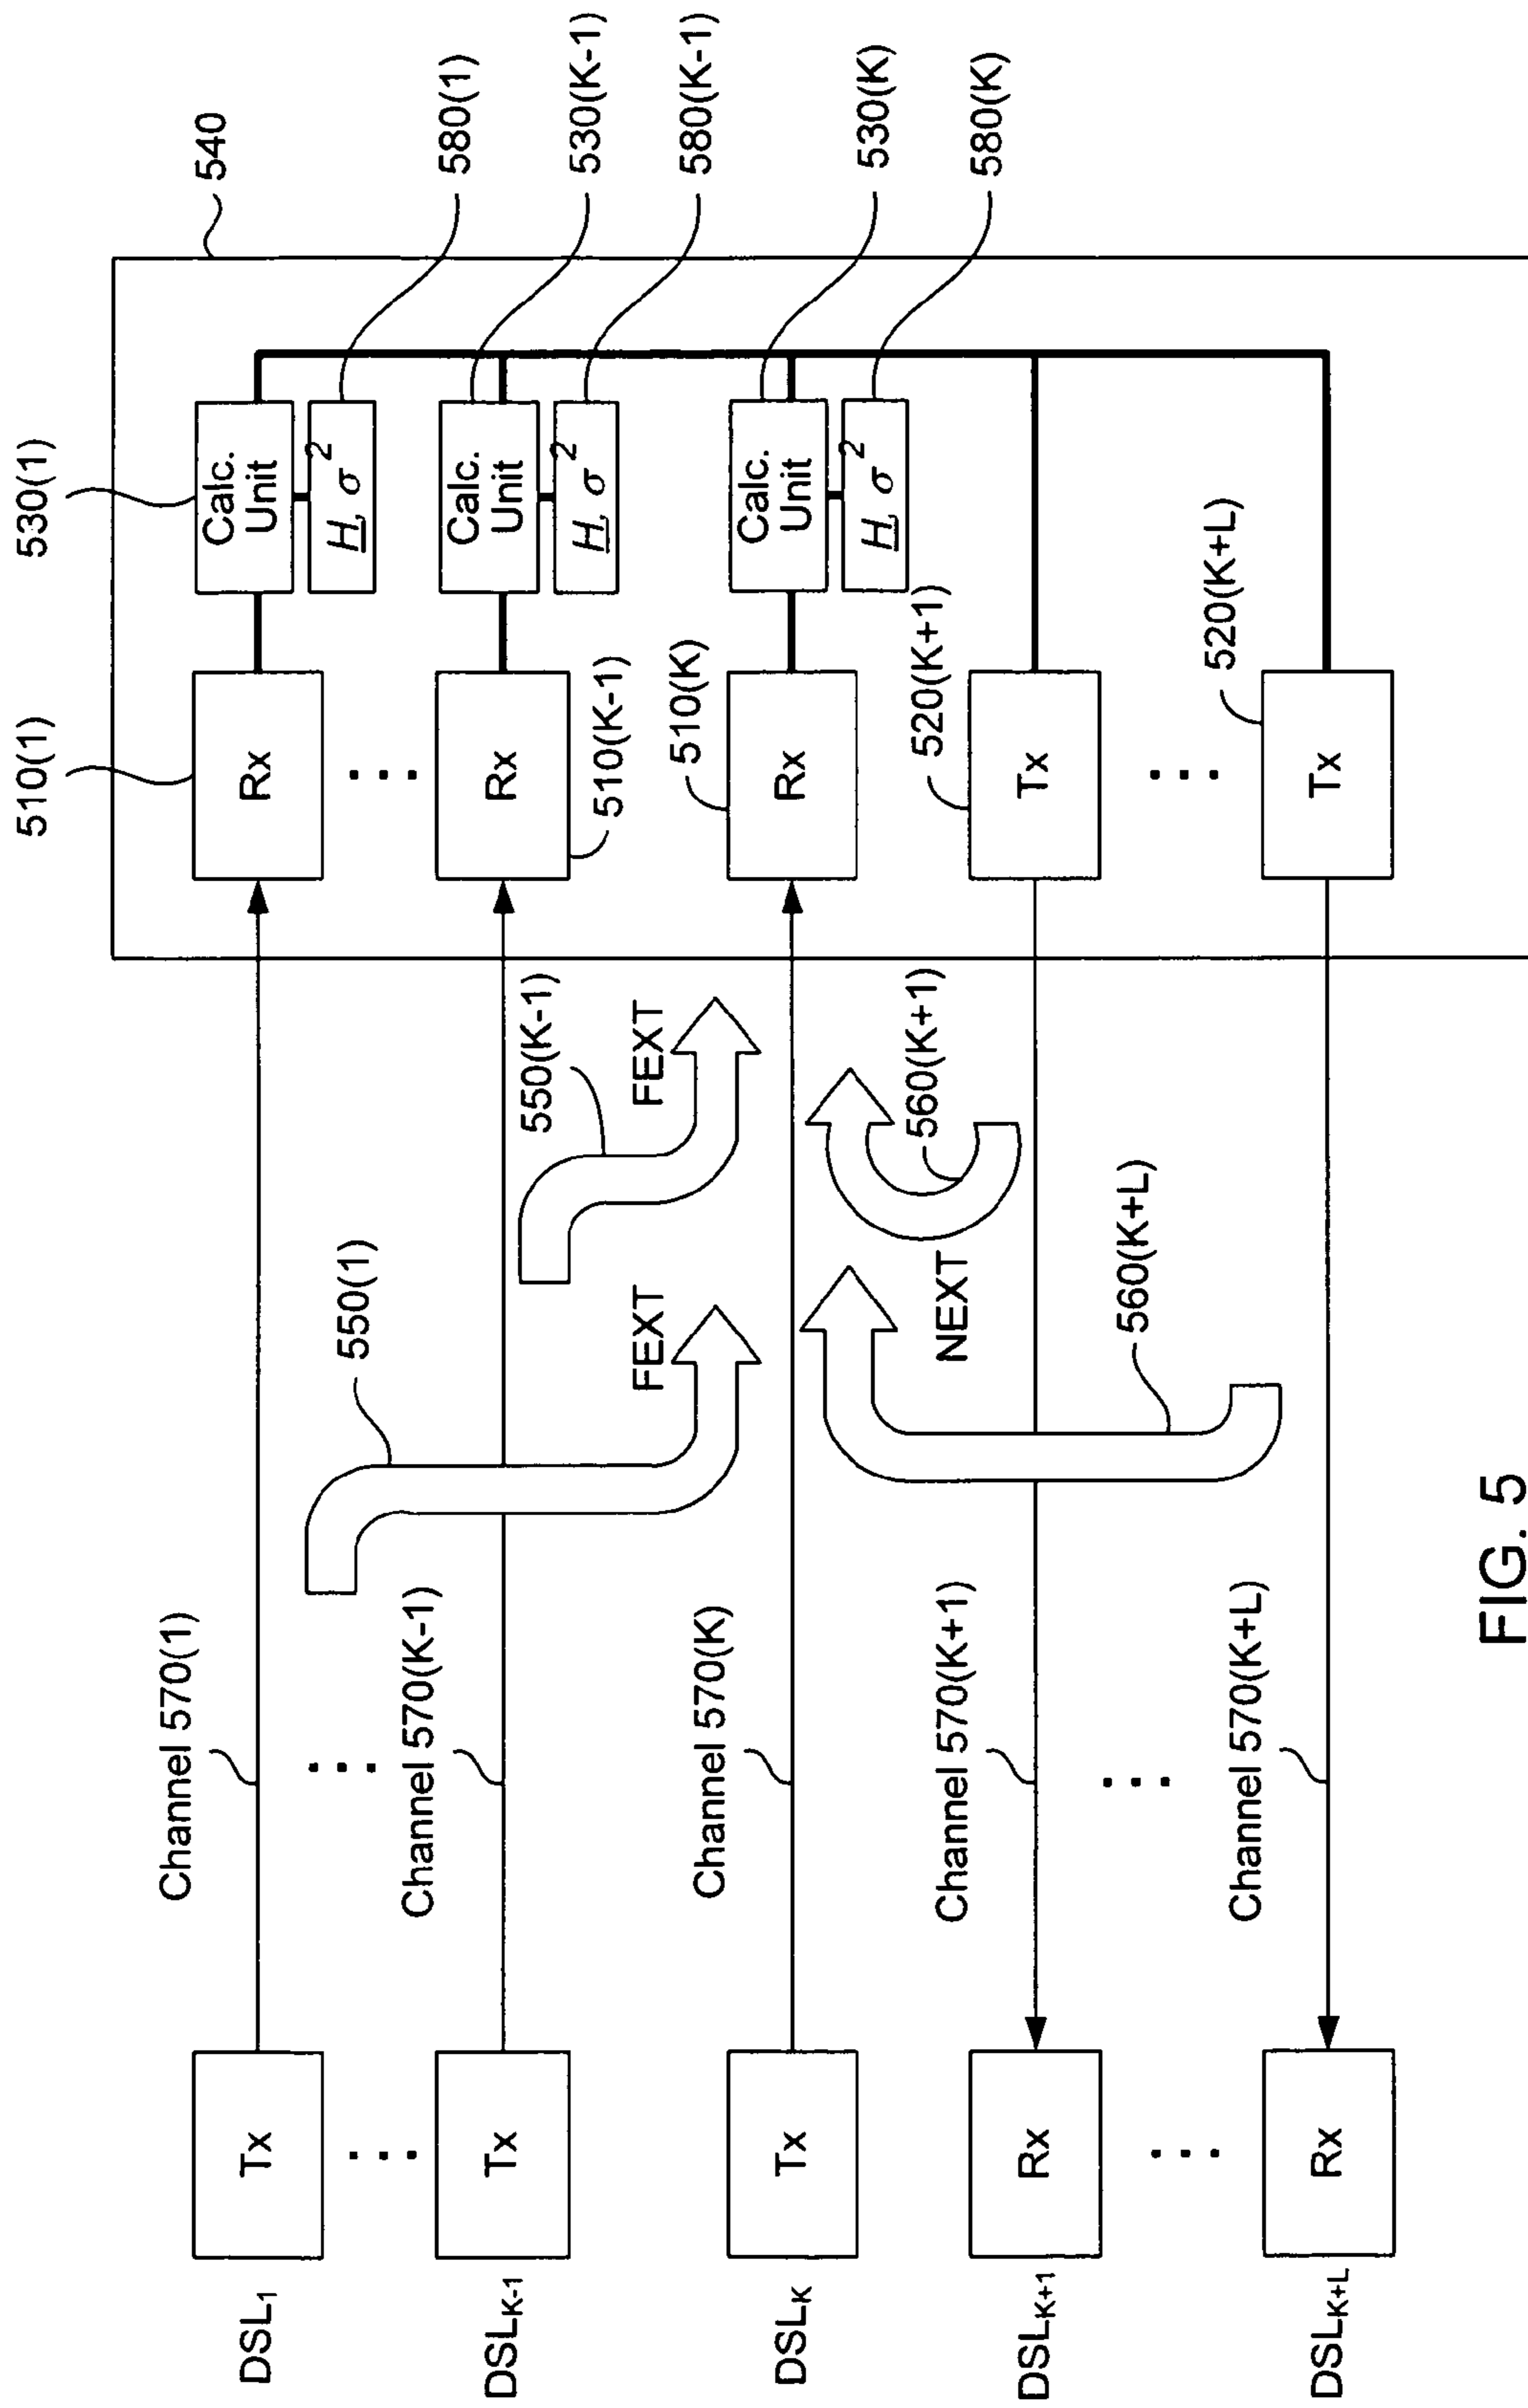 540
510(1)
530(1)
580(1)
530(K-1)
580(K-1)
530(K)
580(K)
DSL1
Tx
Channel 570(1)
Rx
Calc.
Unit
H, σ2
...
...
550(1)
...
DSLK-1
Tx
Channel 570(K-1)
Rx
Calc.
Unit
H, σ2
550(K-1)
510(K-1)
FEXT
FEXT
510(K)
DSLK
Tx
Channel 570(K)
Rx
Calc.
Unit
H, σ2
560(K+1)
520(K+1)
NEXT
DSLK+1
Rx
Channel 570(K+1)
Tx
...
...
560(K+L)
...
520(K+L)
DSLK+L
Rx
Channel 570(K+L)
Tx
FIG. 5